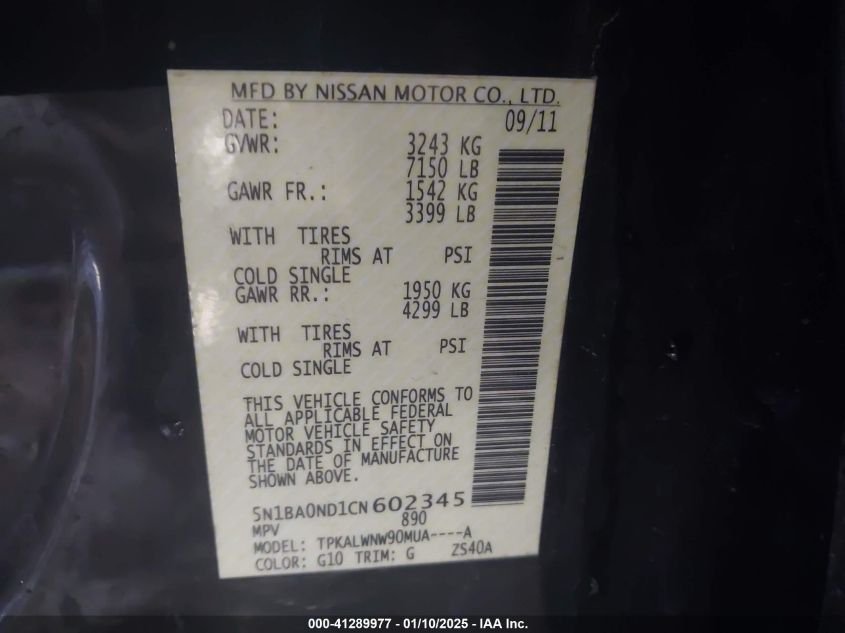 MFD BY NISSAN MOTOR CO., LTD.
DATE: 09/11
GVWR: 3243 KG
7150 LB
GAWR FR.: 1542 KG
3399 LB
WITH TIRES
RIMS AT PSI
COLD SINGLE
GAWR RR.: 1950 KG
4299 LB
WITH TIRES
RIMS AT PSI
COLD SINGLE
THIS VEHICLE CONFORMS TO
ALL APPLICABLE FEDERAL
MOTOR VEHICLE SAFETY
STANDARDS IN EFFECT ON
THE DATE OF MANUFACTURE
SHOWN ABOVE.
5N1BA0ND1CN602345
MPV 890
MODEL: TPKALWNW90MUA----A
COLOR: G10 TRIM: G ZS40A
000-41289977 - 01/10/2025 - IAA Inc.